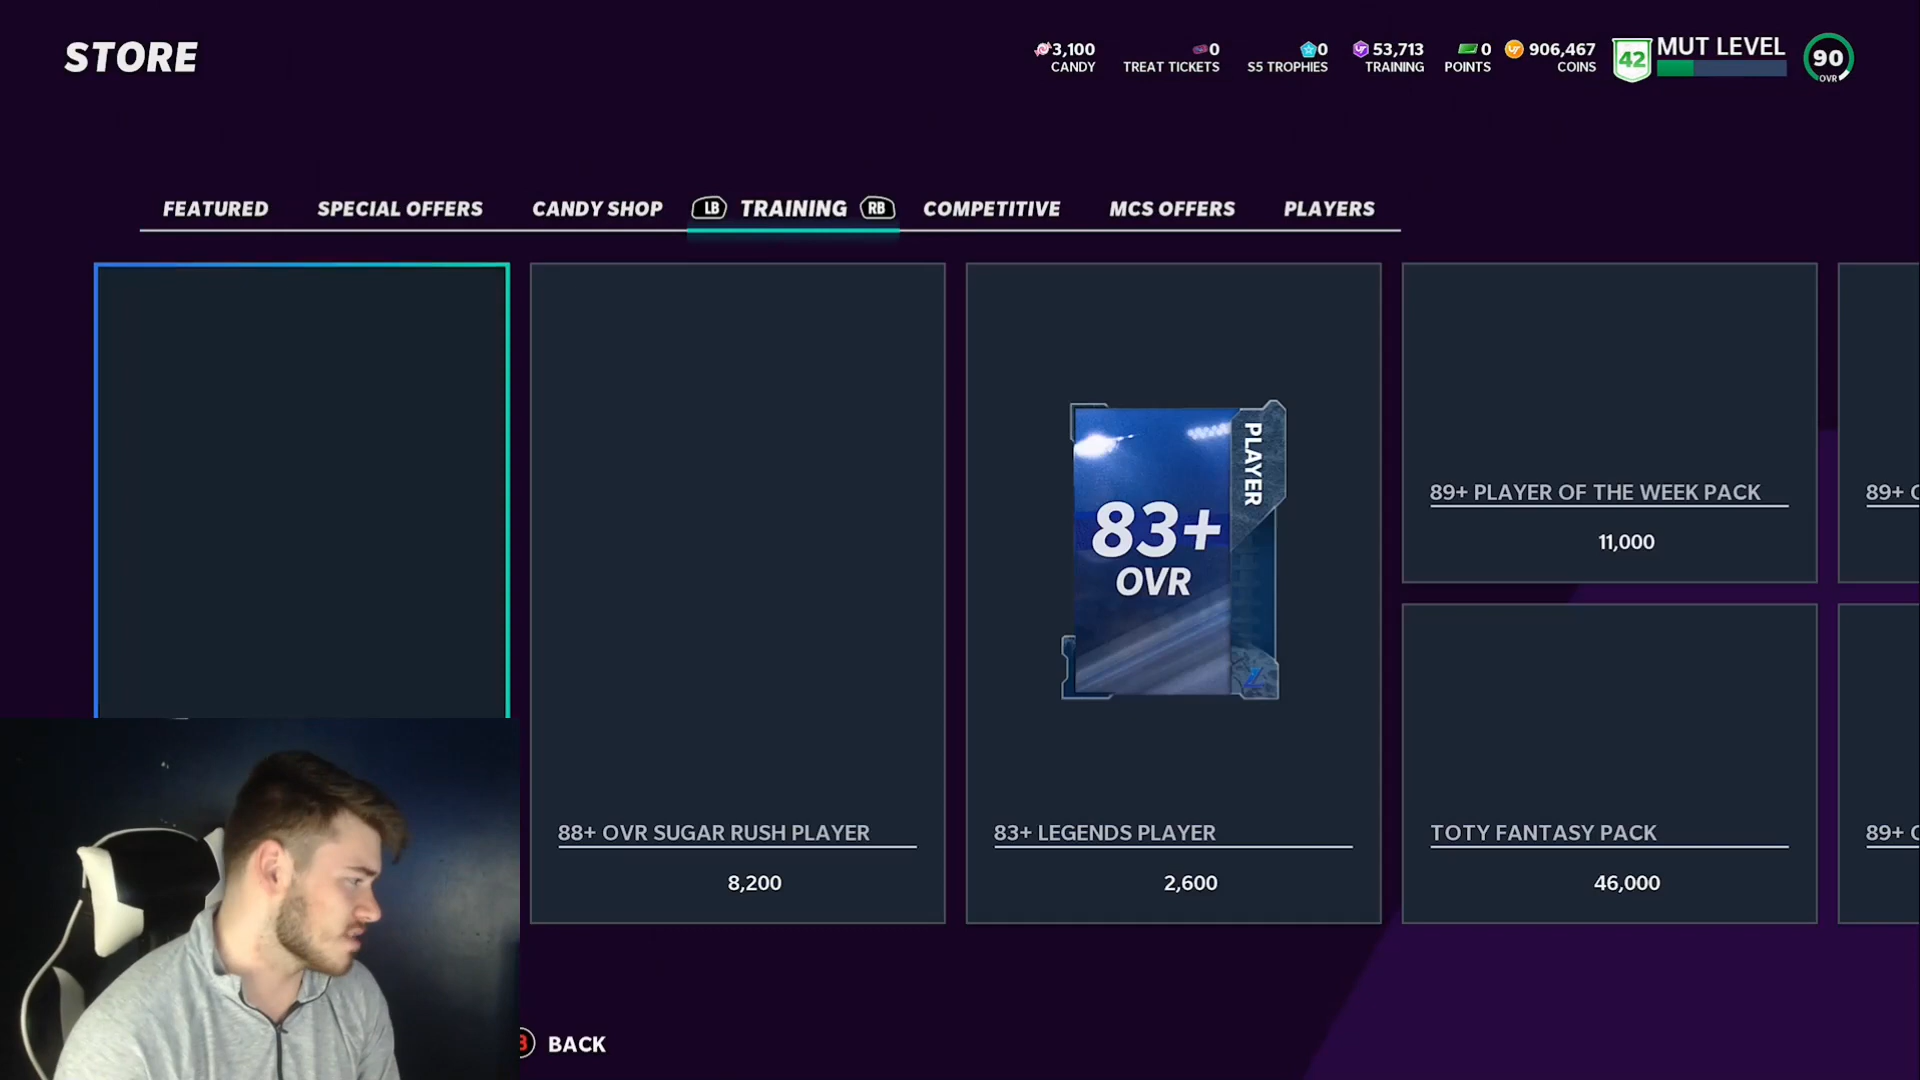 STORE
3,100 CANDY
0 TREAT TICKETS
0 S5 TROPHIES
53,713 TRAINING
0 POINTS
906,467 COINS
42 MUT LEVEL
90 OVR
FEATURED SPECIAL OFFERS CANDY SHOP LB TRAINING RB COMPETITIVE MCS OFFERS PLAYERS
88+ OVR SUGAR RUSH PLAYER
8,200
83+
OVR
PLAYER
83+ LEGENDS PLAYER
2,600
89+ PLAYER OF THE WEEK PACK
11,000
TOTY FANTASY PACK
46,000
89+
89+
B BACK